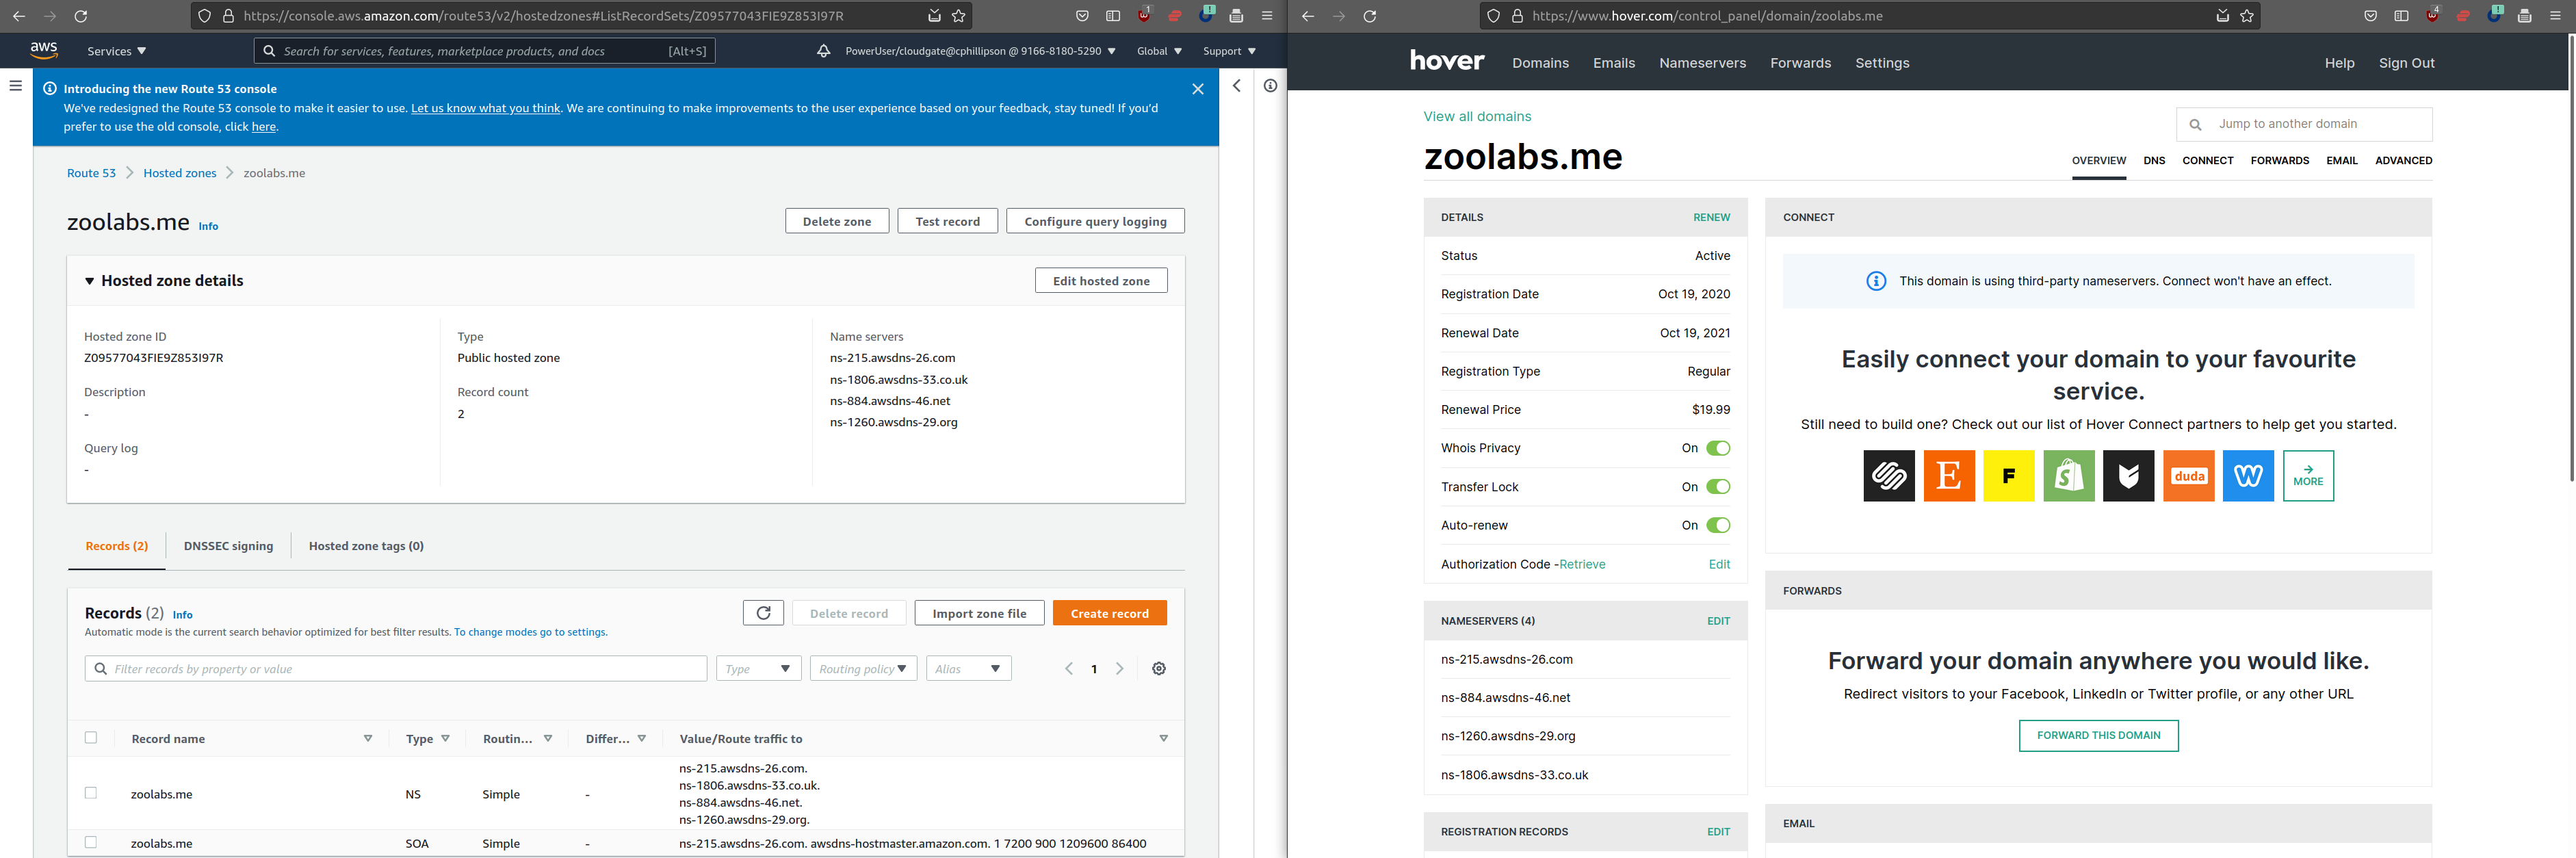 https://console.aws.amazon.com/route53/v2/hostedzones#ListRecordSets/Z09577043FIE9Z853I97R
1
1
aws
Services
Search for services, features, marketplace products, and docs
[Alt+S]
PowerUser/cloudgate@cphillipson @ 9166-8180-5290
Global
Support
Introducing the new Route 53 console
We've redesigned the Route 53 console to make it easier to use. Let us know what you think. We are continuing to make improvements to the user experience based on your feedback, stay tuned! If you'd
prefer to use the old console, click here.
Route 53
Hosted zones
zoolabs.me
zoolabs.me Info
Delete zone
Test record
Configure query logging
Hosted zone details
Edit hosted zone
Hosted zone ID
Z09577043FIE9Z853I97R
Description
-
Query log
-
Type
Public hosted zone
Record count
2
Name servers
ns-215.awsdns-26.com
ns-1806.awsdns-33.co.uk
ns-884.awsdns-46.net
ns-1260.awsdns-29.org
Records (2)
DNSSEC signing
Hosted zone tags (0)
Records (2) Info
Delete record
Import zone file
Create record
Automatic mode is the current search behavior optimized for best filter results. To change modes go to settings.
Filter records by property or value
Type
Routing policy
Alias
1
Record name
Type
Routin...
Differ...
Value/Route traffic to
zoolabs.me
NS
Simple
-
ns-215.awsdns-26.com.
ns-1806.awsdns-33.co.uk.
ns-884.awsdns-46.net.
ns-1260.awsdns-29.org.
zoolabs.me
SOA
Simple
-
ns-215.awsdns-26.com. awsdns-hostmaster.amazon.com. 1 7200 900 1209600 86400
https://www.hover.com/control_panel/domain/zoolabs.me
4
1
hover
Domains
Emails
Nameservers
Forwards
Settings
Help
Sign Out
View all domains
Jump to another domain
zoolabs.me
OVERVIEW
DNS
CONNECT
FORWARDS
EMAIL
ADVANCED
DETAILS
RENEW
Status
Active
Registration Date
Oct 19, 2020
Renewal Date
Oct 19, 2021
Registration Type
Regular
Renewal Price
$19.99
Whois Privacy
On
Transfer Lock
On
Auto-renew
On
Authorization Code -Retrieve
Edit
NAMESERVERS (4)
EDIT
ns-215.awsdns-26.com
ns-884.awsdns-46.net
ns-1260.awsdns-29.org
ns-1806.awsdns-33.co.uk
REGISTRATION RECORDS
EDIT
CONNECT
This domain is using third-party nameservers. Connect won't have an effect.
Easily connect your domain to your favourite
service.
Still need to build one? Check out our list of Hover Connect partners to help get you started.
E
F
S
duda
W
MORE
FORWARDS
Forward your domain anywhere you would like.
Redirect visitors to your Facebook, LinkedIn or Twitter profile, or any other URL
FORWARD THIS DOMAIN
EMAIL